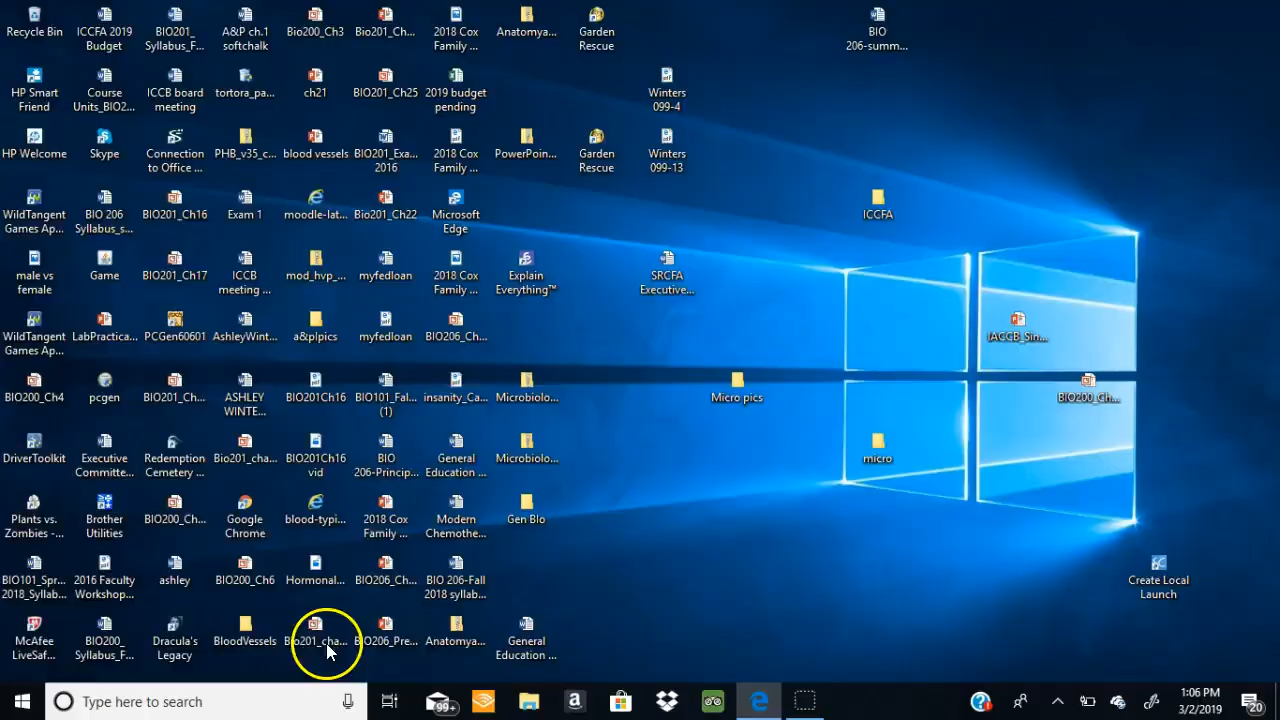 Recycle Bin
ICCFA 2019
Budget
BIO201_
Syllabus_F...
A&P ch.1
softchalk
Bio200_Ch3
Bio201_Ch...
2018 Cox
Family ...
Anatomya...
Garden
Rescue
BIO
206-summ...
HP Smart
Friend
Course
Units_BIO2...
ICCB board
meeting
tortora_pa...
ch21
BIO201_Ch25
2019 budget
pending
Winters
099-4
HP Welcome
Skype
Connection
to Office ...
PHB_v35_c...
blood vessels
BIO201_Exa...
2016
2018 Cox
Family ...
PowerPoin...
Garden
Rescue
Winters
099-13
WildTangent
Games Ap...
BIO 206
Syllabus_s...
BIO201_Ch16
Exam 1
moodle-lat...
Bio201_Ch22
Microsoft
Edge
ICCFA
male vs
female
Game
BIO201_Ch17
ICCB
meeting ...
mod_hvp_...
myfedloan
2018 Cox
Family ...
Explain
Everything™
SRCFA
Executive...
WildTangent
Games Ap...
LabPractica...
PCGen60601
AshleyWint...
a&pipics
myfedloan
BIO206_Ch...
IACCB_Sin...
BIO200_Ch4
pcgen
BIO201_Ch...
ASHLEY
WINTE...
BIO201Ch16
BIO101_Fal...
(1)
insanity_Ca...
Microbiolo...
Micro pics
BIO200_Ch...
DriverToolkit
Executive
Committe...
Redemption
Cemetery ...
Bio201_cha...
BIO201Ch16
vid
BIO
206-Princip...
General
Education ...
Microbiolo...
micro
Plants vs.
Zombies -...
Brother
Utilities
BIO200_Ch...
Google
Chrome
blood-typi...
2018 Cox
Family ...
Modern
Chemothe...
Gen BIo
BIO101_Spr...
2018_Syllab...
2016 Faculty
Workshop...
ashley
BIO200_Ch6
Hormonal...
BIO206_Ch...
BIO 206-Fall
2018 syllab...
Create Local
Launch
McAfee
LiveSaf...
BIO200_
Syllabus_F...
Dracula's
Legacy
BloodVessels
Bio201_cha...
BIO206_Pre...
Anatomya...
General
Education ...
Type here to search
99+
1:06 PM
3/2/2019
20